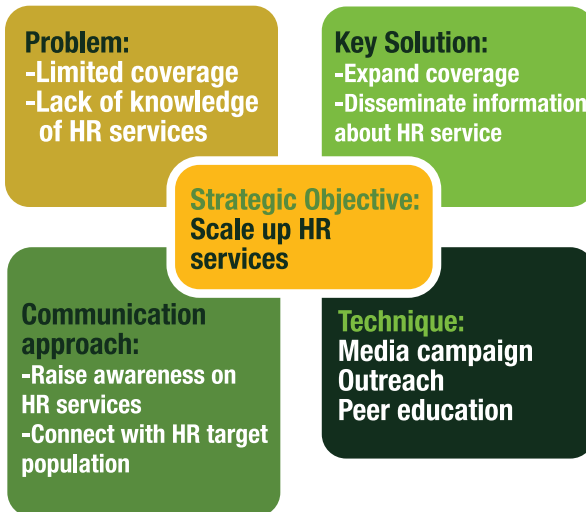 Problem:
-Limited coverage
-Lack of knowledge
of HR services
Key Solution:
-Expand coverage
-Disseminate information
about HR service
Strategic Objective:
Scale up HR
services
Communication
approach:
-Raise awareness on
HR services
-Connect with HR target
population
Technique:
Media campaign
Outreach
Peer education